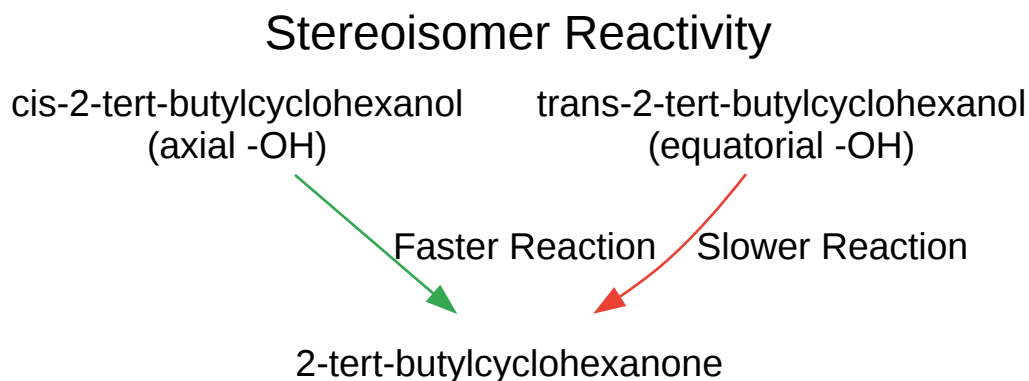 Stereoisomer Reactivity
cis-2-tert-butylcyclohexanol
(axial -OH)
trans-2-tert-butylcyclohexanol
(equatorial -OH)
Faster Reaction
Slower Reaction
2-tert-butylcyclohexanone